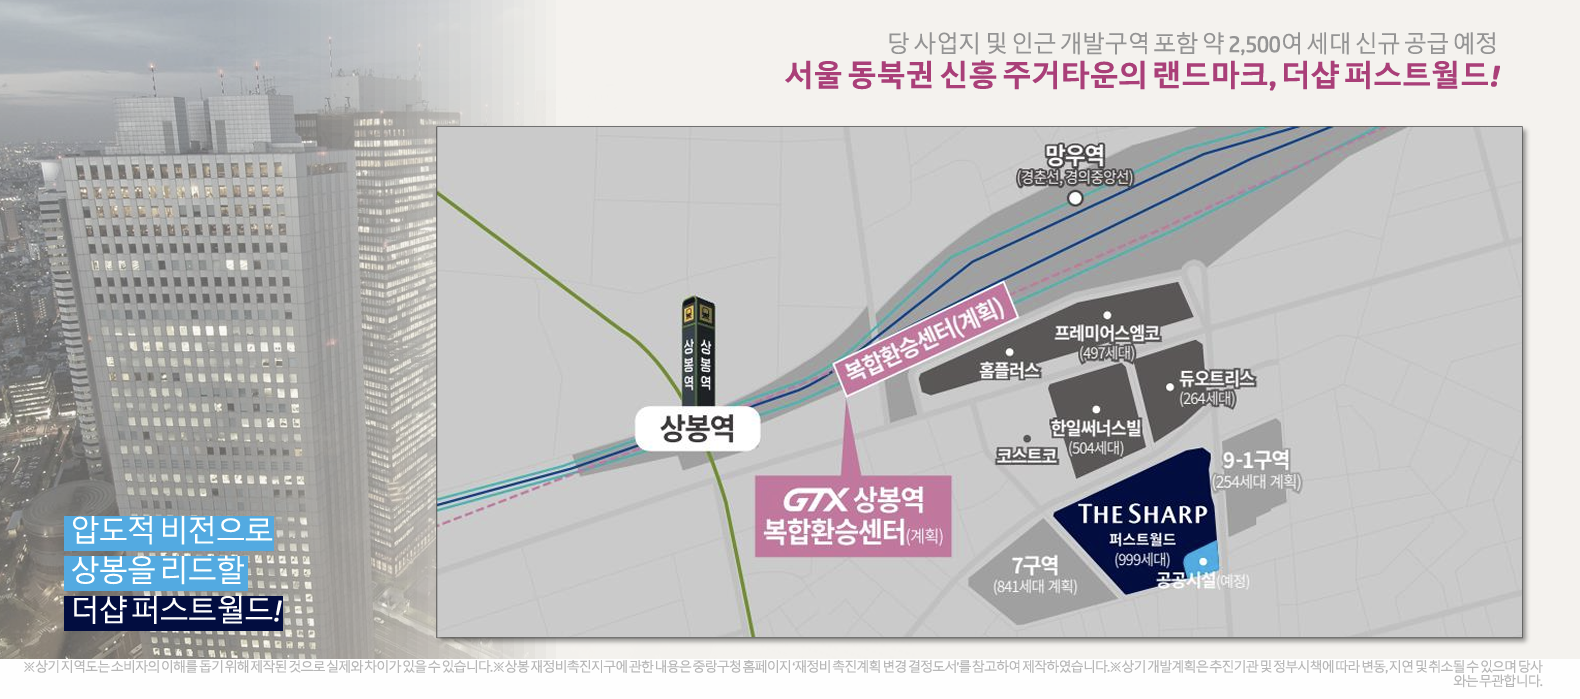 당 사업지 및 인근 개발구역 포함 약 2,500여 세대 신규 공급 예정
서울 동북권 신흥 주거타운의 랜드마크, 더샵 퍼스트월드!
망우역
(경춘선,경의중앙선)
복합환승센터(계획)
프레미어스엠코
(497세대)
홈플러스
듀오트리스
(264세대)
상봉역
상봉역
상봉역
한일써너스빌
(504세대)
코스트코
9-1구역
(254세대 계획)
GTX 상봉역
복합환승센터(계획)
THE SHARP
퍼스트월드
(999세대)
7구역
(841세대 계획)
공공시설(예정)
압도적 비전으로
상봉을 리드할
더샵 퍼스트월드!
※상기 지역도는 소비자의 이해를 돕기 위해 제작된 것으로 실제와 차이가 있을 수 있습니다.※상봉 재정비촉진지구에 관한 내용은 중랑구청 홈페이지 '재정비 촉진계획 변경 결정도서'를 참고하여 제작하였습니다.※상기 개발계획은 추진기관 및 정부시책에 따라 변동, 지연 및 취소될 수 있으며 당사
와는 무관합니다.